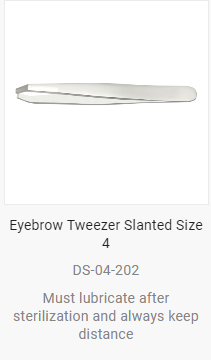 Eyebrow Tweezer Slanted Size
4
DS-04-202
Must lubricate after
sterilization and always keep
distance